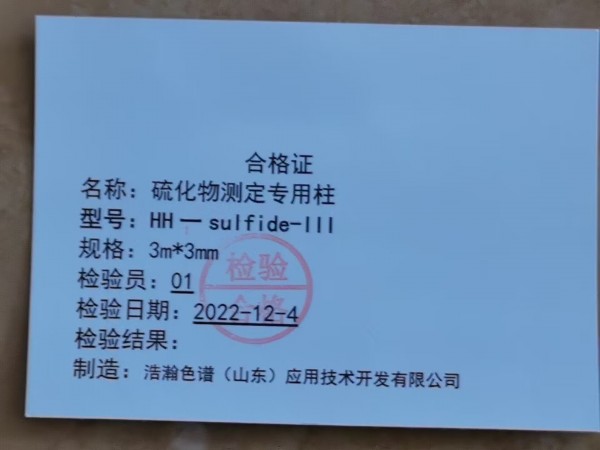 合格证
名称：硫化物测定专用柱
型号：HH — sulfide-III
规格：3m*3mm
检验员：01
检验日期：2022-12-4
检验结果：
制造：浩瀚色谱（山东）应用技术开发有限公司
检验
合格